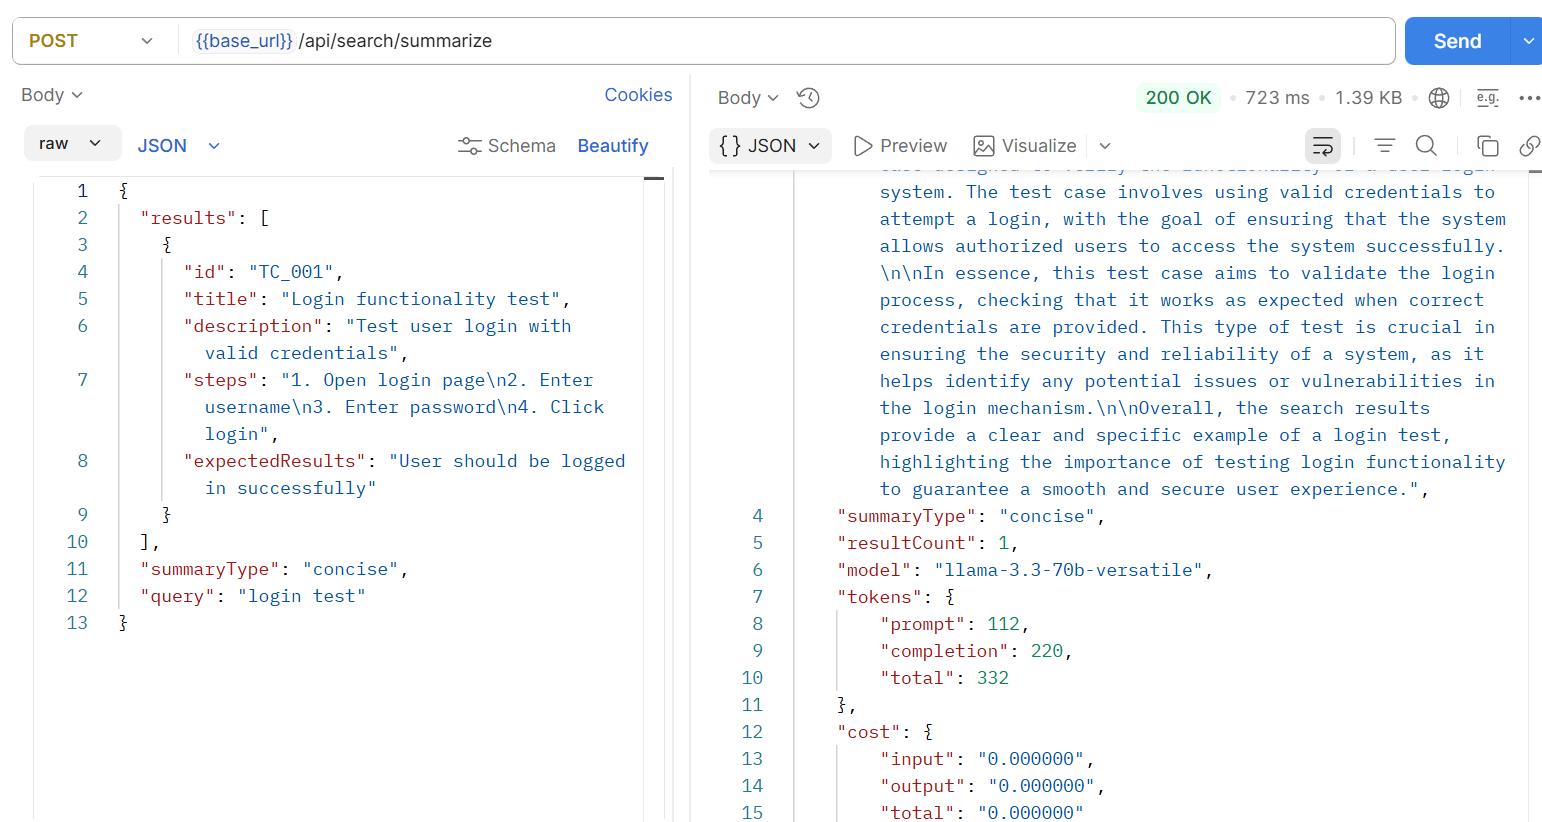 POST
{{base_url}} /api/search/summarize
Send
Body
Cookies
raw
JSON
Schema
Beautify
1 {
2 "results": [
3 {
4 "id": "TC_001",
5 "title": "Login functionality test",
6 "description": "Test user login with
valid credentials",
7 "steps": "1. Open login page\n2. Enter
username\n3. Enter password\n4. Click
login",
8 "expectedResults": "User should be logged
in successfully"
9 }
10 ],
11 "summaryType": "concise",
12 "query": "login test"
13 }
Body
200 OK • 723 ms • 1.39 KB
e.g.
{} JSON
Preview
Visualize
case designed to verify the functionality of a user login
system. The test case involves using valid credentials to
attempt a login, with the goal of ensuring that the system
allows authorized users to access the system successfully.
\n\nIn essence, this test case aims to validate the login
process, checking that it works as expected when correct
credentials are provided. This type of test is crucial in
ensuring the security and reliability of a system, as it
helps identify any potential issues or vulnerabilities in
the login mechanism.\n\nOverall, the search results
provide a clear and specific example of a login test,
highlighting the importance of testing login functionality
to guarantee a smooth and secure user experience.",
4 "summaryType": "concise",
5 "resultCount": 1,
6 "model": "llama-3.3-70b-versatile",
7 "tokens": {
8 "prompt": 112,
9 "completion": 220,
10 "total": 332
11 },
12 "cost": {
13 "input": "0.000000",
14 "output": "0.000000",
15 "total": "0.000000"